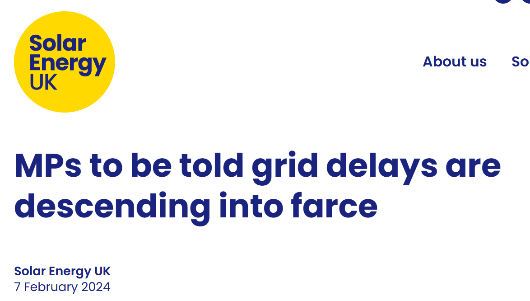 Solar
Energy
UK
About us
So
MPs to be told grid delays are
descending into farce
Solar Energy UK
7 February 2024